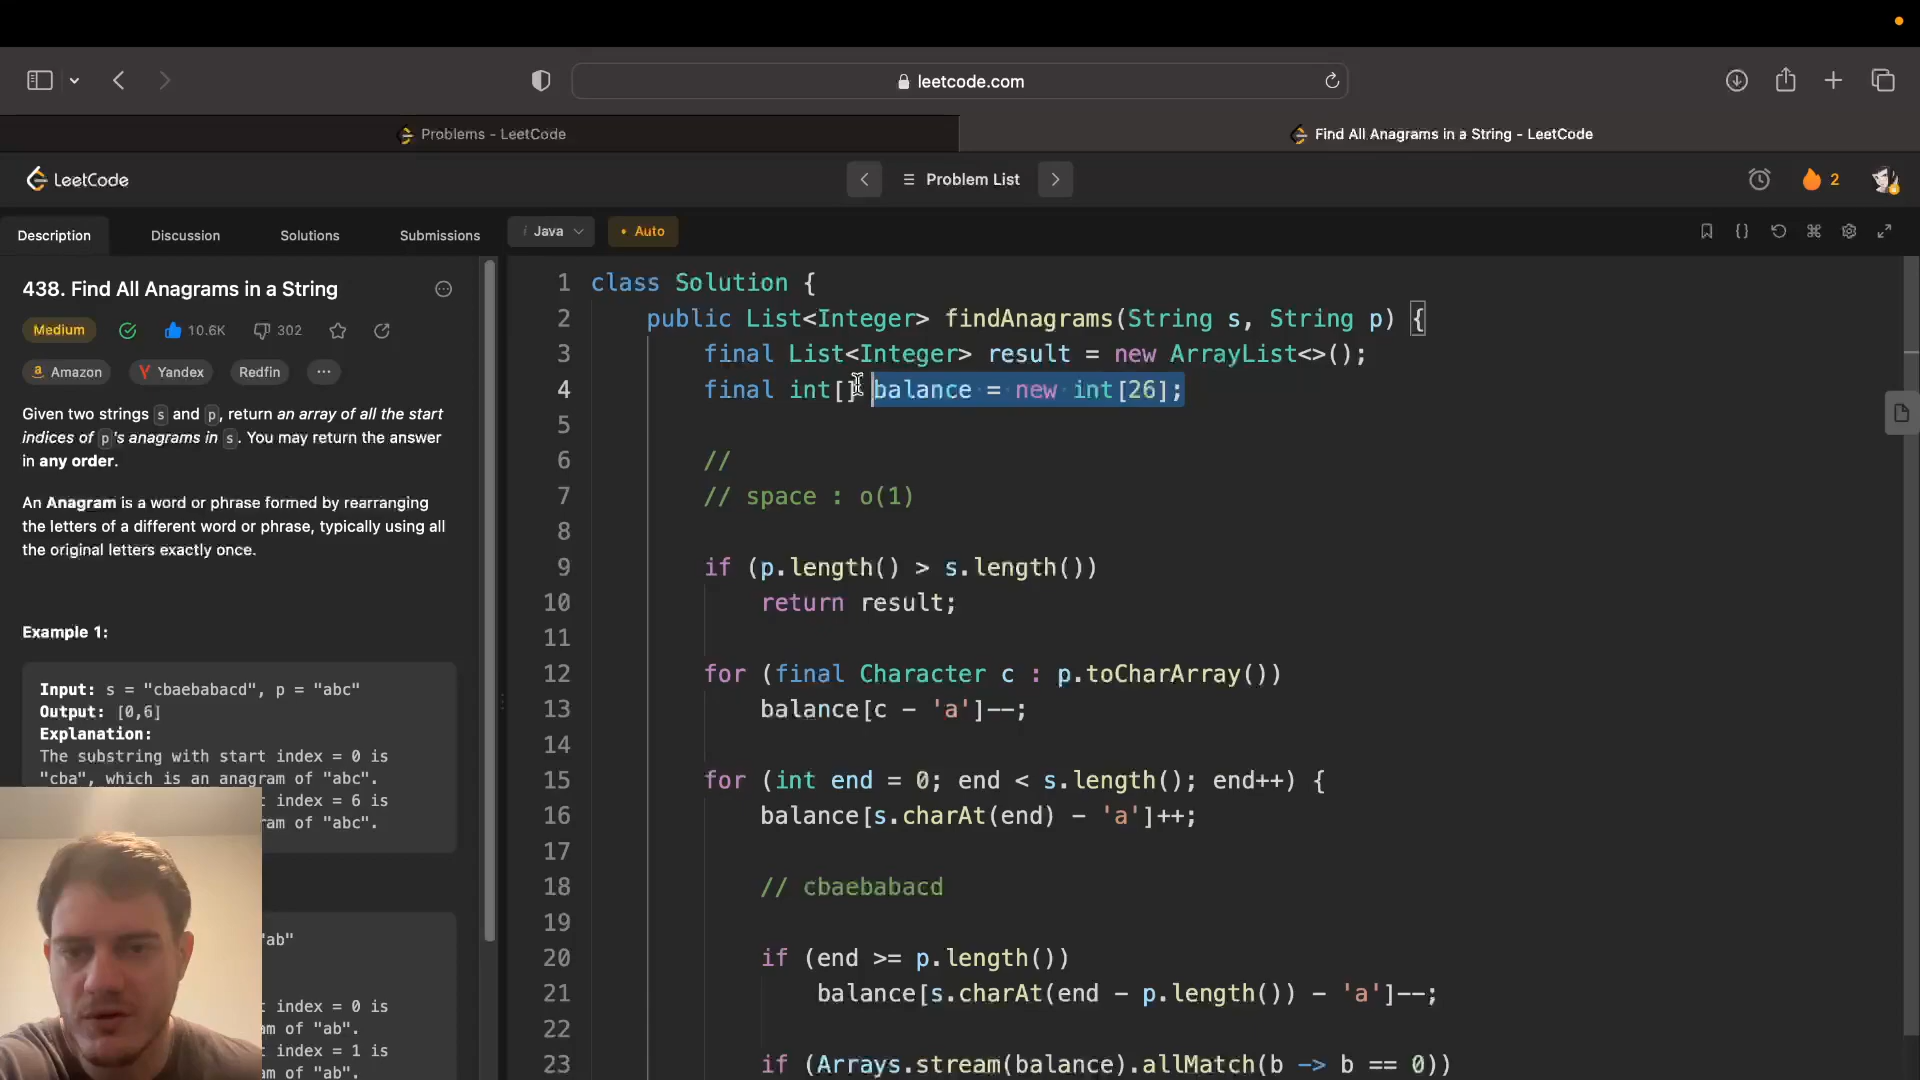 leetcode.com
Problems - LeetCode
Find All Anagrams in a String - LeetCode
LeetCode
Problem List
2
Description
Discussion
Solutions
Submissions
i Java
• Auto
438. Find All Anagrams in a String
Medium
10.6K
302
Amazon
Yandex
Redfin
Given two strings s and p, return an array of all the start
indices of p's anagrams in s. You may return the answer
in any order.
An Anagram is a word or phrase formed by rearranging
the letters of a different word or phrase, typically using all
the original letters exactly once.
Example 1:
Input: s = "cbaebabacd", p = "abc"
Output: [0,6]
Explanation:
The substring with start index = 0 is
"cba", which is an anagram of "abc".
t index = 6 is
ram of "abc".
"ab"
index = 0 is
am of "ab".
index = 1 is
am of "ab".
1 class Solution {
2 public List<Integer> findAnagrams(String s, String p) {
3 final List<Integer> result = new ArrayList<>();
4 final int[] balance = new int[26];
5
6 //
7 // space : o(1)
8
9 if (p.length() > s.length())
10 return result;
11
12 for (final Character c : p.toCharArray())
13 balance[c - 'a']--;
14
15 for (int end = 0; end < s.length(); end++) {
16 balance[s.charAt(end) - 'a']++;
17
18 // cbaebabacd
19
20 if (end >= p.length())
21 balance[s.charAt(end - p.length()) - 'a']--;
22
23 if (Arrays.stream(balance).allMatch(b -> b == 0))